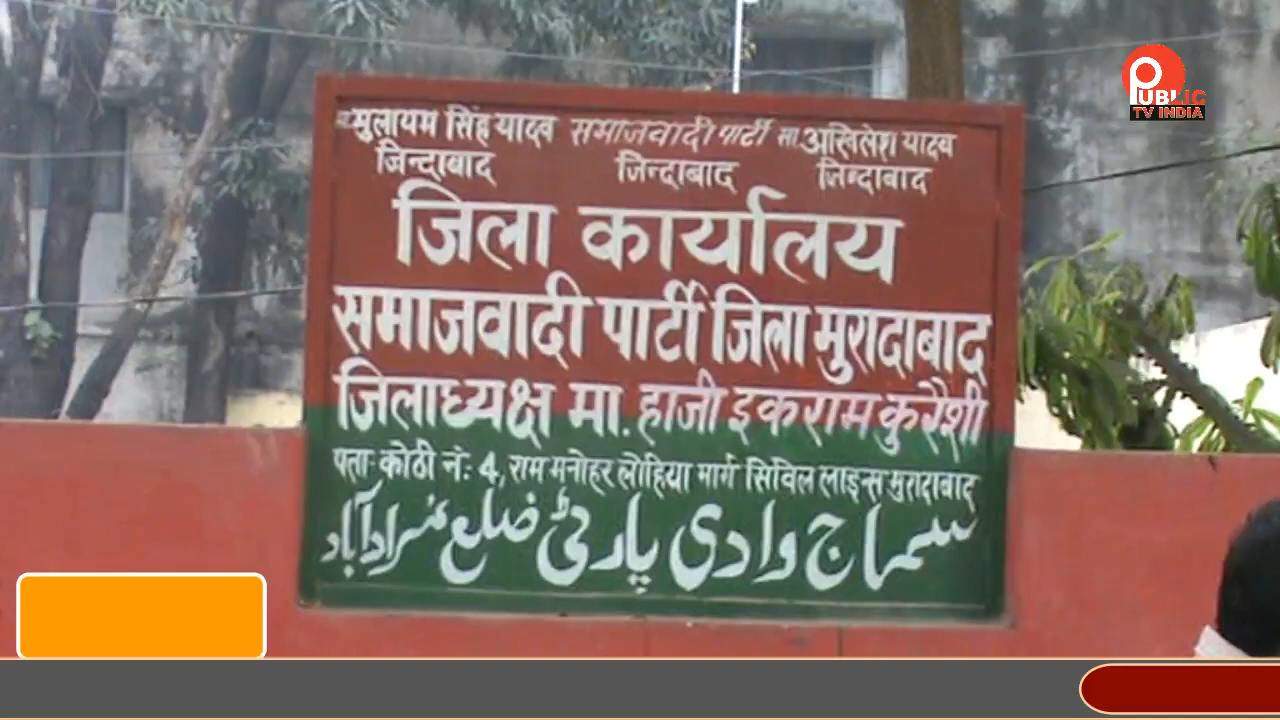 मा. मुलायम सिंह यादव समाजवादी पार्टी मा. अखिलेश यादव
जिन्दाबाद जिन्दाबाद जिन्दाबाद
जिला कार्यालय
समाजवादी पार्टी जिला मुरादाबाद
जिलाध्यक्ष मा. हाजी इकराम कुरैशी
पताः कोठी नं: 4, राम मनोहर लोहिया मार्ग सिविल लाइन्स मुरादाबाद
سماج وادی پارٹی ضلع مرادآباد
PUBLIC
TV INDIA